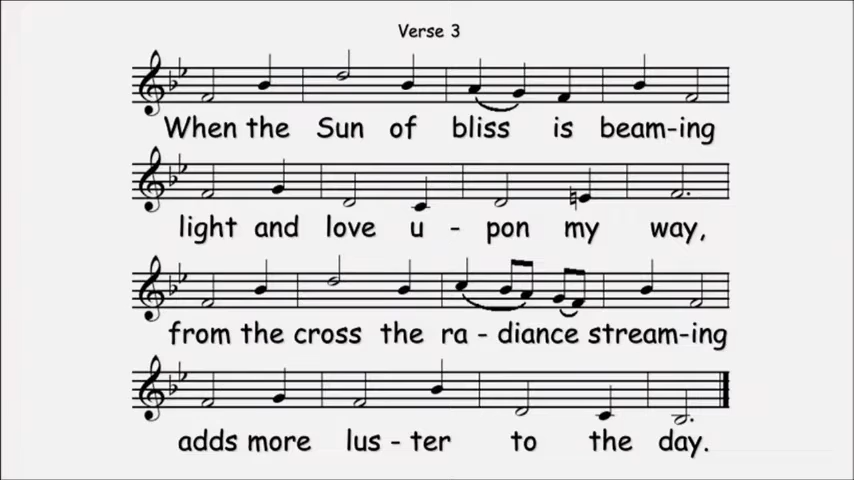 Verse 3
When the Sun of bliss is beam-ing
light and love u - pon my way,
from the cross the ra - diance stream-ing
adds more lus - ter to the day.